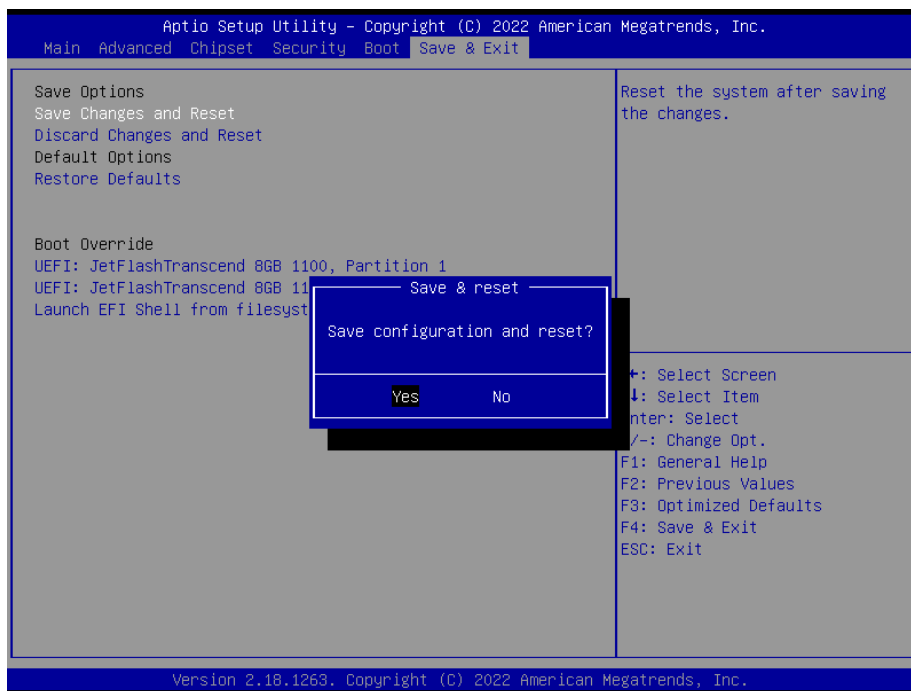 Aptio Setup Utility – Copyright (C) 2022 American Megatrends, Inc.
Main Advanced Chipset Security Boot Save & Exit
Save Options
Save Changes and Reset
Discard Changes and Reset
Default Options
Restore Defaults
Boot Override
UEFI: JetFlashTranscend 8GB 1100, Partition 1
UEFI: JetFlashTranscend 8GB 11
Launch EFI Shell from filesyst
Save & reset
Save configuration and reset?
Yes No
Reset the system after saving
the changes.
: Select Screen
: Select Item
nter: Select
/-: Change Opt.
F1: General Help
F2: Previous Values
F3: Optimized Defaults
F4: Save & Exit
ESC: Exit
Version 2.18.1263. Copyright (C) 2022 American Megatrends, Inc.